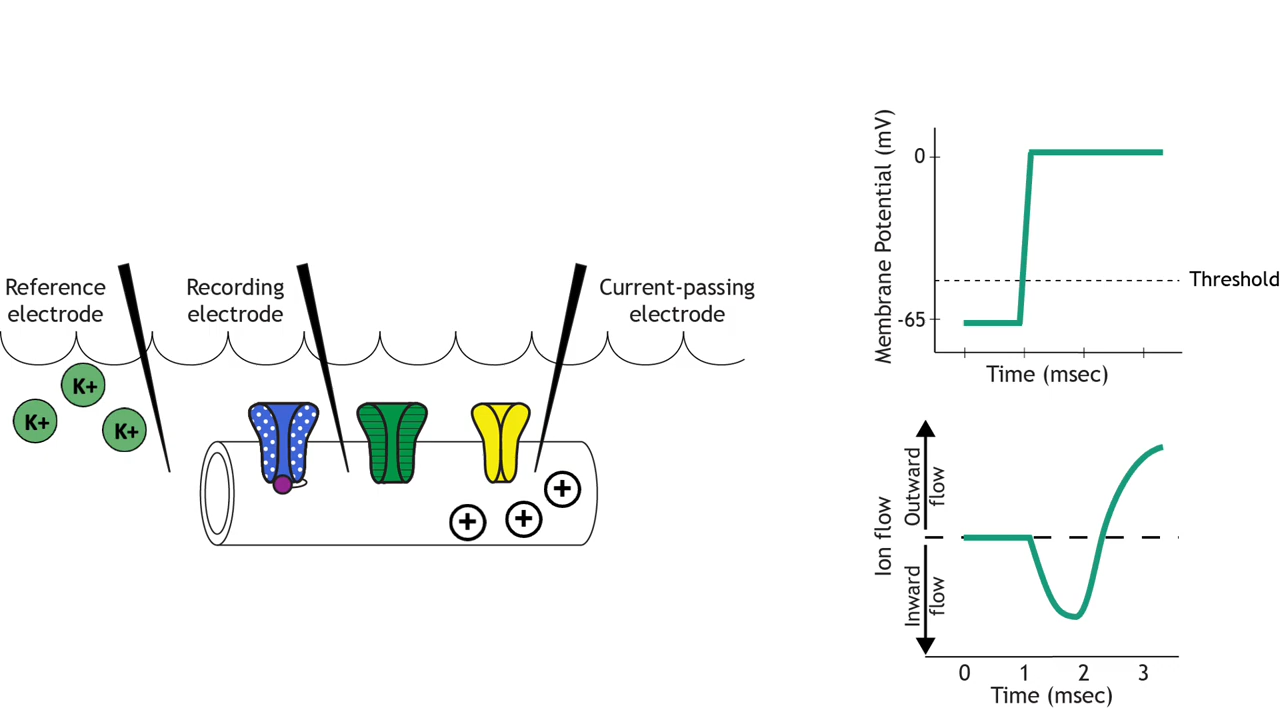 Reference
electrode
Recording
electrode
Current-passing
electrode
K+
K+
K+
+
+
+
Membrane Potential (mV)
0
-65
Threshold
Time (msec)
Ion flow
Outward
flow
Inward
flow
0 1 2 3
Time (msec)